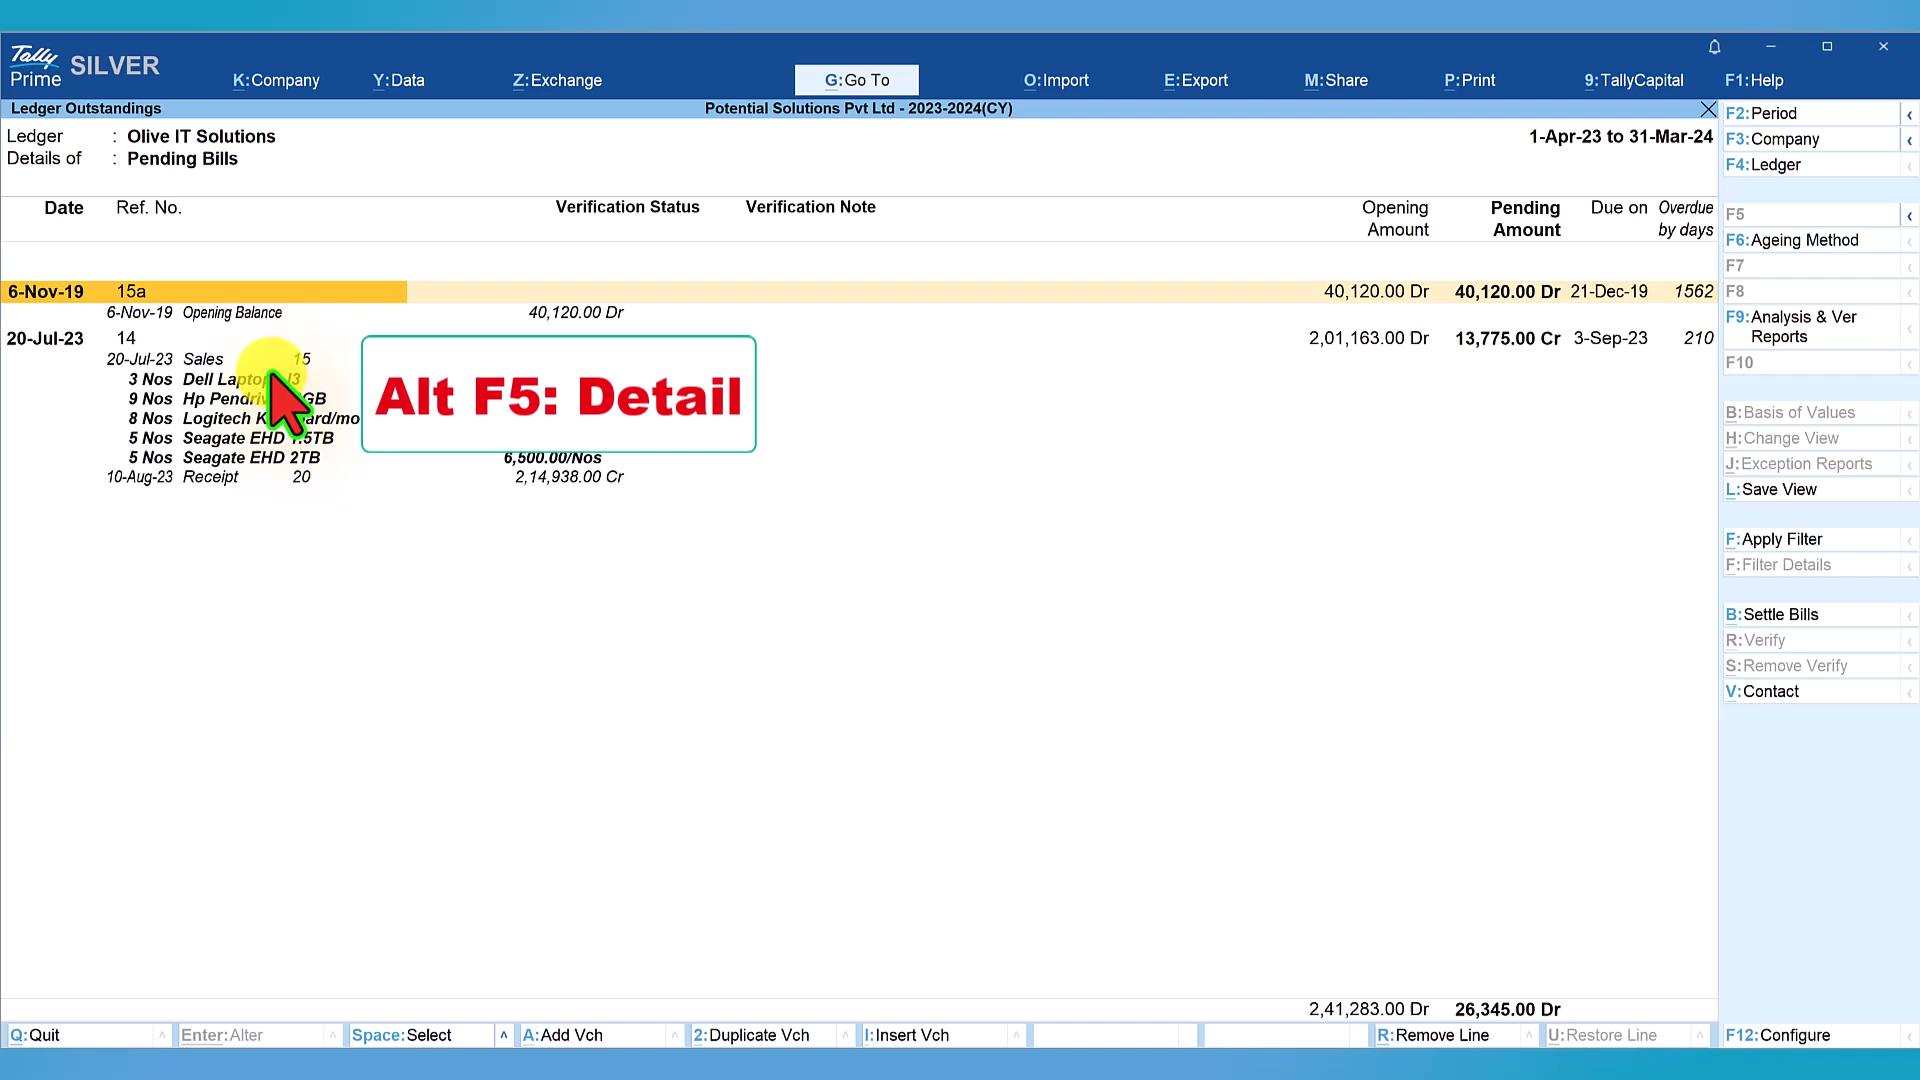 Tally
Prime SILVER
K:Company Y:Data Z:Exchange G:Go To O:Import E:Export M:Share P:Print 9:TallyCapital F1:Help
Ledger Outstandings Potential Solutions Pvt Ltd - 2023-2024(CY)
Ledger : Olive IT Solutions 1-Apr-23 to 31-Mar-24
Details of : Pending Bills
Date Ref. No. Verification Status Verification Note Opening Amount Pending Amount Due on Overdue by days
6-Nov-19 15a 40,120.00 Dr 40,120.00 Dr 21-Dec-19 1562
6-Nov-19 Opening Balance 40,120.00 Dr
20-Jul-23 14 2,01,163.00 Dr 13,775.00 Cr 3-Sep-23 210
20-Jul-23 Sales 15
3 Nos Dell
9 Nos Hp
8 Nos Logitech
5 Nos Seagate EHD
5 Nos Seagate EHD 2TB 6,500.00/Nos
10-Aug-23 Receipt 20 2,14,938.00 Cr
Alt F5: Detail
2,41,283.00 Dr 26,345.00 Dr
F2:Period
F3:Company
F4:Ledger
F5
F6:Ageing Method
F7
F8
F9:Analysis & Ver
Reports
F10
B:Basis of Values
H:Change View
J:Exception Reports
L:Save View
F:Apply Filter
F:Filter Details
B:Settle Bills
R:Verify
S:Remove Verify
V:Contact
Q:Quit Enter:Alter Space:Select A:Add Vch 2:Duplicate Vch I:Insert Vch R:Remove Line U:Restore Line F12:Configure